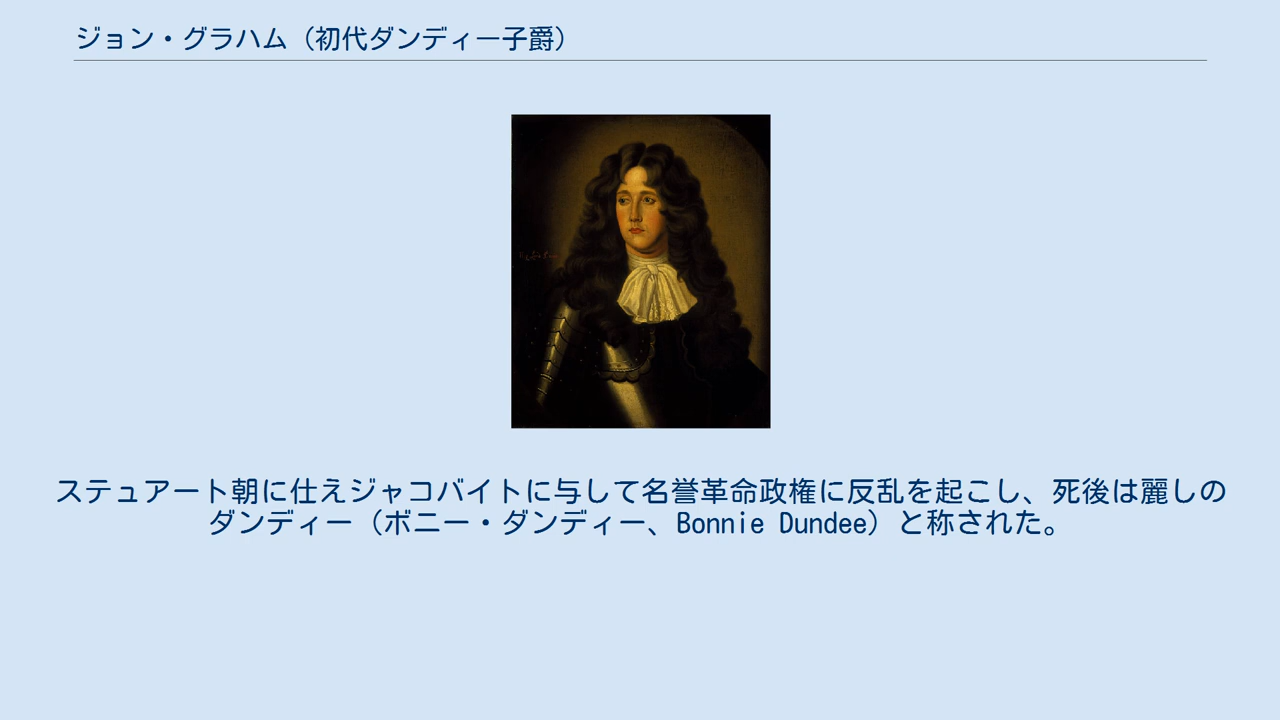 ジョン・グラハム（初代ダンディー子爵）
ステュアート朝に仕えジャコバイトに与して名誉革命政権に反乱を起こし、死後は麗しの
ダンディー（ボニー・ダンディー、Bonnie Dundee）と称された。